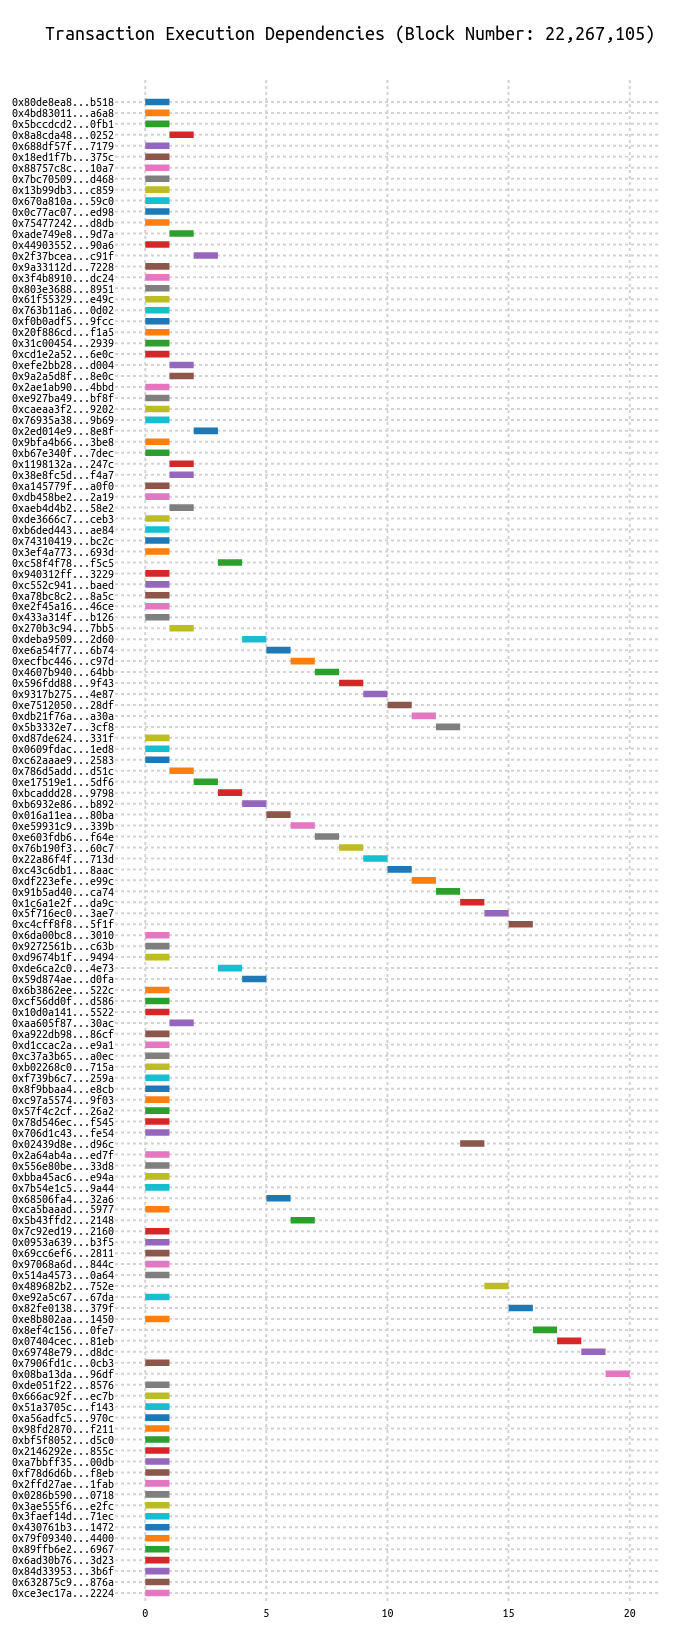 Transaction Execution Dependencies (Block Number: 22,267,105)
0x80de8ea8...b518
0x4bd83011...a6a8
0x5bccdcd2...0fb1
0x8a8cda48...0252
0x688df57f...7179
0x18ed1f7b...375c
0x88757c8c...10a7
0x7bc70509...d468
0x13b99db3...c859
0x670a810a...59c0
0x0c77ac07...ed98
0x75477242...d8db
0xade749e8...9d7a
0x44903552...90a6
0x2f37bcea...c91f
0x9a33112d...7228
0x3f4b8910...dc24
0x803e3688...8951
0x61f55329...e49c
0x763b11a6...0d02
0xf0b0adf5...9fcc
0x20f886cd...f1a5
0x31c00454...2939
0xcd1e2a52...6e0c
0xefe2bb28...d004
0x9a2a5d8f...8e0c
0x2ae1ab90...4bbd
0xe927ba49...bf8f
0xcaeaa3f2...9202
0x76935a38...9b69
0x2ed014e9...8e8f
0x9bfa4b66...3be8
0xb67e340f...7dec
0x1198132a...247c
0x38e8fc5d...f4a7
0xa145779f...a0f0
0xdb458be2...2a19
0xaeb4d4b2...58e2
0xde3666c7...ceb3
0xb6ded443...ae84
0x74310419...bc2c
0x3ef4a773...693d
0xc58f4f78...f5c5
0x940312ff...3229
0xc552c941...baed
0xa78bc8c2...8a5c
0xe2f45a16...46ce
0x433a314f...b126
0x270b3c94...7bb5
0xdeba9509...2d60
0xe6a54f77...6b74
0xecfbc446...c97d
0x4607b940...64bb
0x596fdd88...9f43
0x9317b275...4e87
0xe7512050...28df
0xdb21f76a...a30a
0x5b3332e7...3cf8
0xd87de624...331f
0x0609fdac...1ed8
0xc62aaae9...2583
0x786d5add...d51c
0xe17519e1...5df6
0xbcaddd28...9798
0xb6932e86...b892
0x016a11ea...80ba
0xe59931c9...339b
0xe603fdb6...f64e
0x76b190f3...60c7
0x22a86f4f...713d
0xc43c6db1...8aac
0xdf223efe...e99c
0x91b5ad40...ca74
0x1c6a1e2f...da9c
0x5f716ec0...3ae7
0xc4cff8f8...5f1f
0x6da00bc8...3010
0x9272561b...c63b
0xd9674b1f...9494
0xde6ca2c0...4e73
0x59d874ae...d0fa
0x6b3862ee...522c
0xcf56dd0f...d586
0x10d0a141...5522
0xaa605f87...30ac
0xa922db98...86cf
0xd1ccac2a...e9a1
0xc37a3b65...a0ec
0xb02268c0...715a
0xf739b6c7...259a
0x8f9bbaa4...e8cb
0xc97a5574...9f03
0x57f4c2cf...26a2
0x78d546ec...f545
0x706d1c43...fe54
0x02439d8e...d96c
0x2a64ab4a...ed7f
0x556e80be...33d8
0xbba45ac6...e94a
0x7b54e1c5...9a44
0x68506fa4...32a6
0xca5baaad...5977
0x5b43ffd2...2148
0x7c92ed19...2160
0x0953a639...b3f5
0x69cc6ef6...2811
0x97068a6d...844c
0x514a4573...0a64
0x489682b2...752e
0xe92a5c67...67da
0x82fe0138...379f
0xe8b802aa...1450
0x8ef4c156...0fe7
0x07404cec...81eb
0x69748e79...d8dc
0x7906fd1c...0cb3
0x08ba13da...96df
0xde051f22...8576
0x666ac92f...ec7b
0x51a3705c...f143
0xa56adfc5...970c
0x98fd2870...f211
0xbf5f8052...d5c0
0x2146292e...855c
0xa7bbff35...00db
0xf78d6d6b...f8eb
0x2ffd27ae...1fab
0x0286b590...0718
0x3ae555f6...e2fc
0x3faef14d...71ec
0x430761b3...1472
0x79f09340...4400
0x89ffb6e2...6967
0x6ad30b76...3d23
0x84d33953...3b6f
0x632875c9...876a
0xce3ec17a...2224
0 5 10 15 20